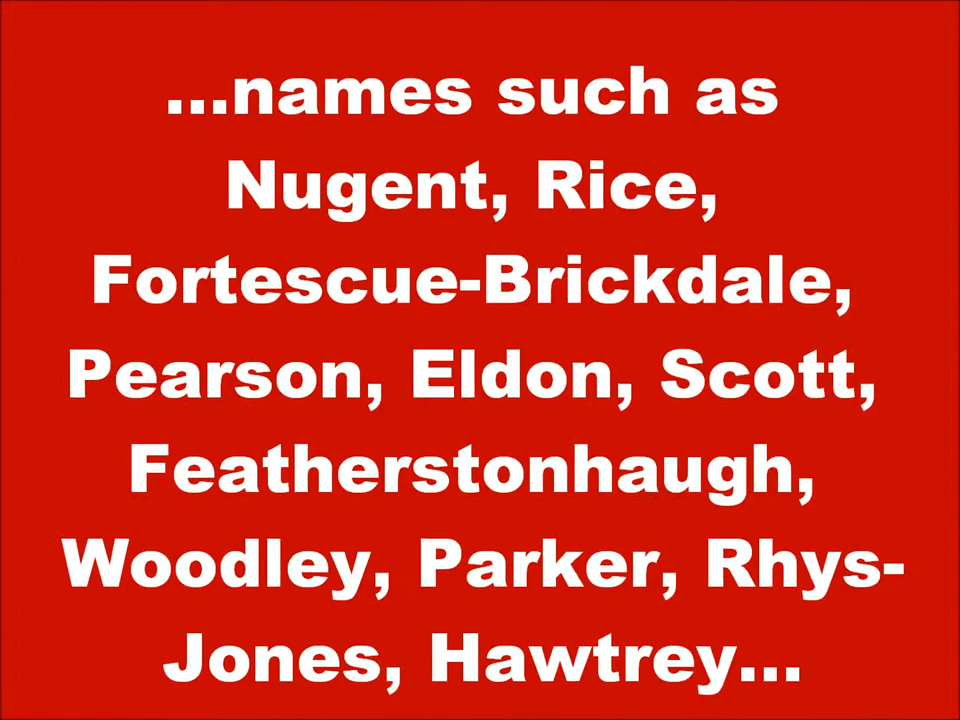 ...names such as
Nugent, Rice,
Fortescue-Brickdale,
Pearson, Eldon, Scott,
Featherstonhaugh,
Woodley, Parker, Rhys-
Jones, Hawtrey...